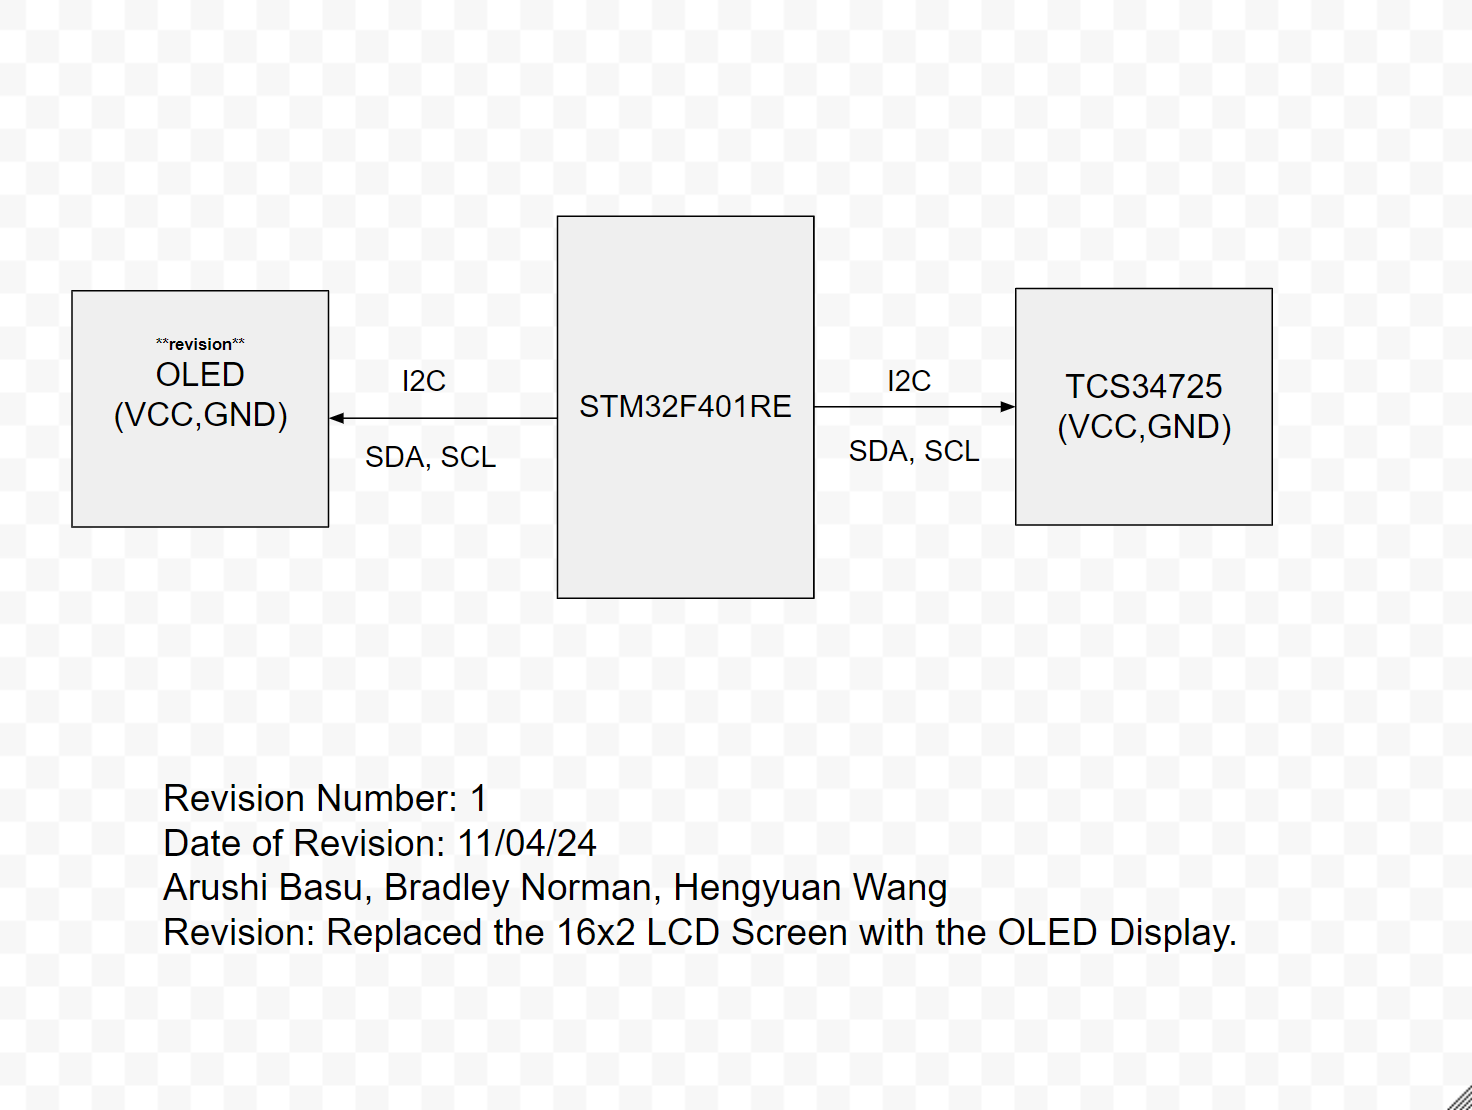 **revision**
OLED
(VCC,GND)
I2C
SDA, SCL
STM32F401RE
I2C
SDA, SCL
TCS34725
(VCC,GND)
Revision Number: 1
Date of Revision: 11/04/24
Arushi Basu, Bradley Norman, Hengyuan Wang
Revision: Replaced the 16x2 LCD Screen with the OLED Display.